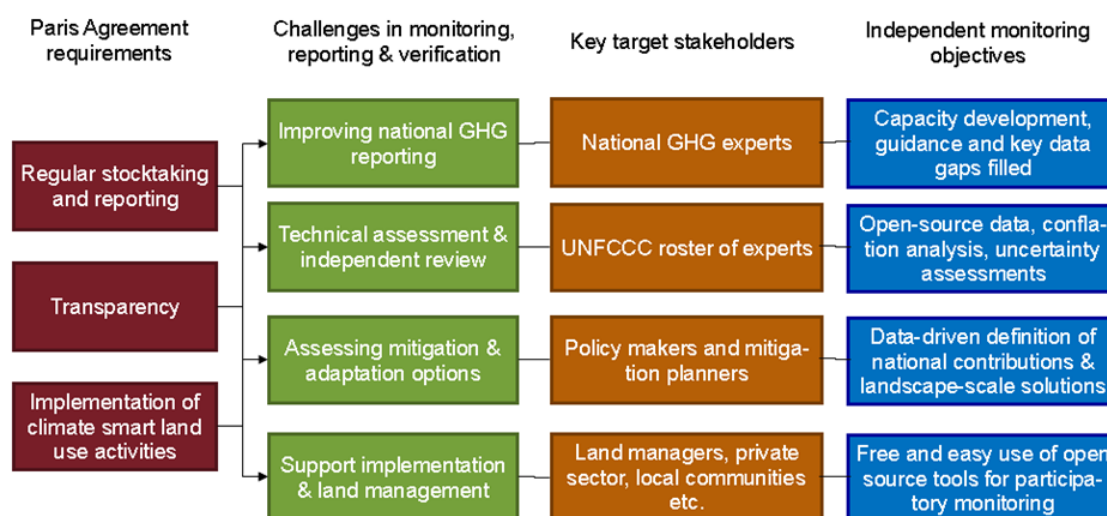 Paris Agreement
requirements
Challenges in monitoring,
reporting & verification
Key target stakeholders
Independent monitoring
objectives
Regular stocktaking
and reporting
Transparency
Implementation of
climate smart land
use activities
Improving national GHG
reporting
Technical assessment &
independent review
Assessing mitigation &
adaptation options
Support implementation
& land management
National GHG experts
UNFCCC roster of experts
Policy makers and mitiga-
tion planners
Land managers, private
sector, local communities
etc.
Capacity development,
guidance and key data
gaps filled
Open-source data, confla-
tion analysis, uncertainty
assessments
Data-driven definition of
national contributions &
landscape-scale solutions
Free and easy use of open
source tools for participa-
tory monitoring